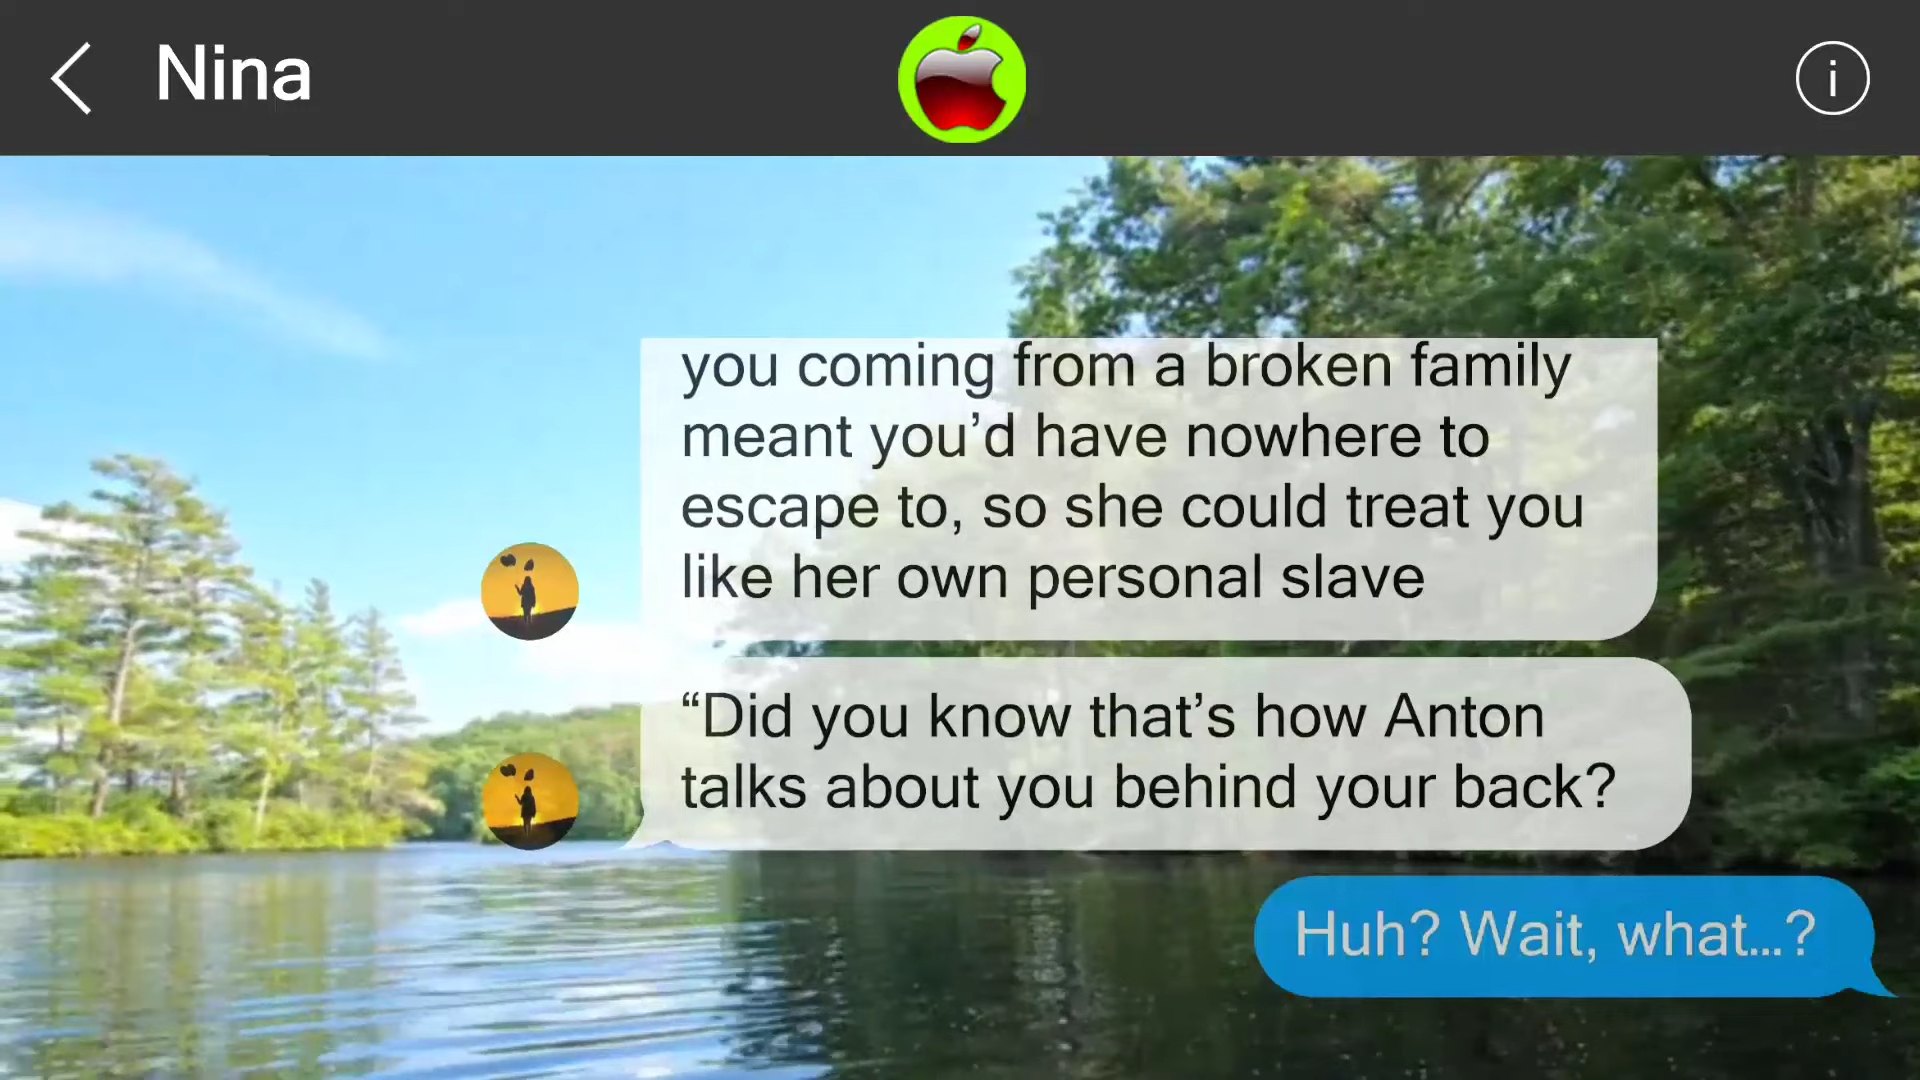 Nina
i
you coming from a broken family
meant you’d have nowhere to
escape to, so she could treat you
like her own personal slave
“Did you know that’s how Anton
talks about you behind your back?
Huh? Wait, what...?